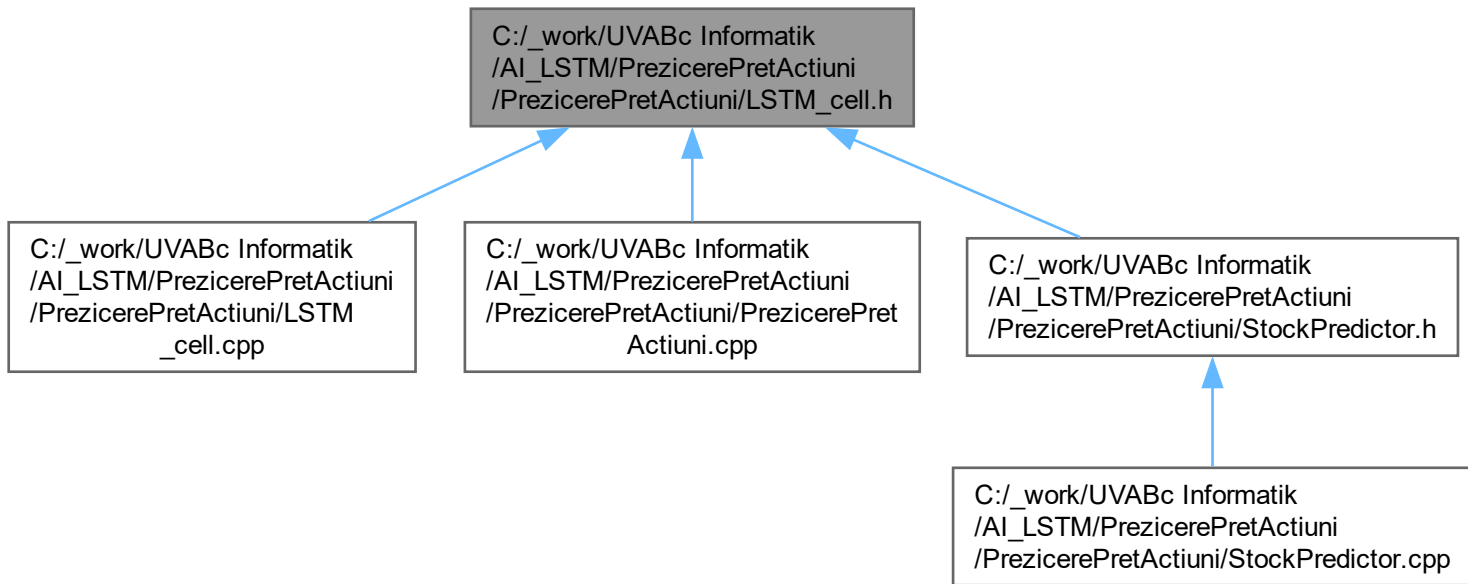 C:/_work/UVABc Informatik
/AI_LSTM/PrezicerePretActiuni
/PrezicerePretActiuni/LSTM_cell.h
C:/_work/UVABc Informatik
/AI_LSTM/PrezicerePretActiuni
/PrezicerePretActiuni/LSTM
_cell.cpp
C:/_work/UVABc Informatik
/AI_LSTM/PrezicerePretActiuni
/PrezicerePretActiuni/PrezicerePret
Actiuni.cpp
C:/_work/UVABc Informatik
/AI_LSTM/PrezicerePretActiuni
/PrezicerePretActiuni/StockPredictor.h
C:/_work/UVABc Informatik
/AI_LSTM/PrezicerePretActiuni
/PrezicerePretActiuni/StockPredictor.cpp